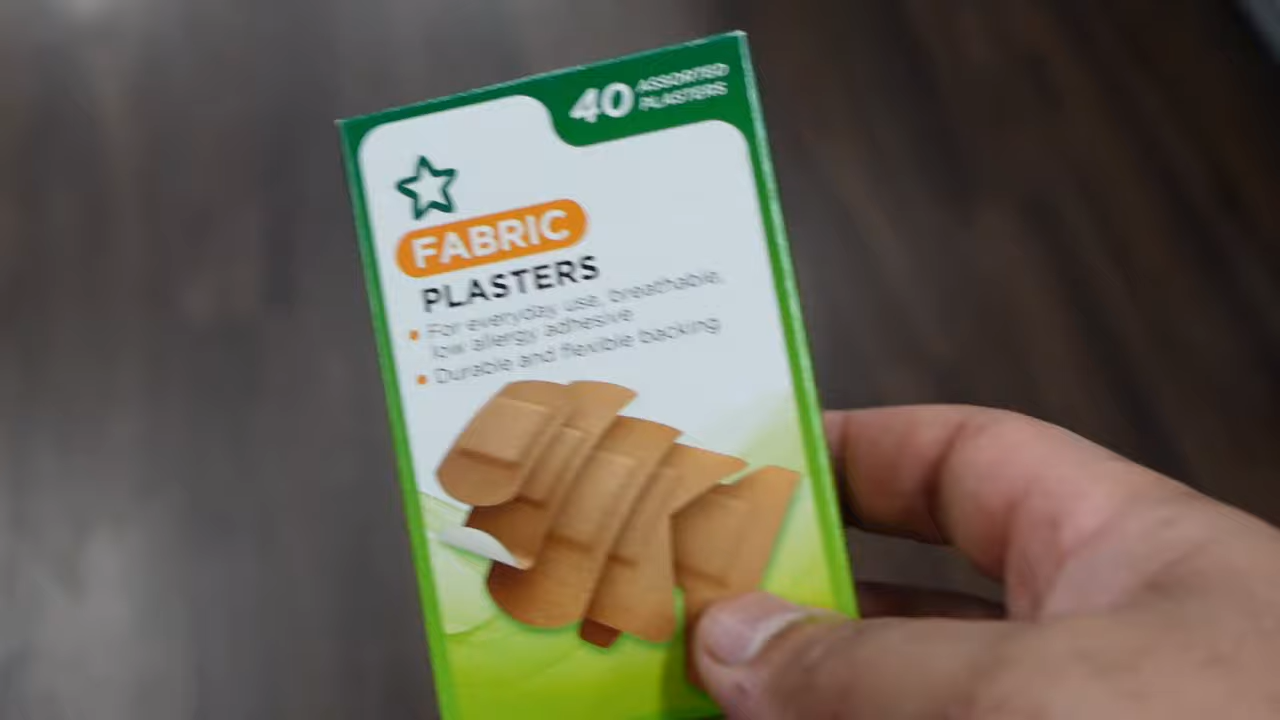 40 ASSORTED
PLASTERS
FABRIC
PLASTERS
• For everyday use, breathable,
low allergy adhesive
• Durable and flexible backing